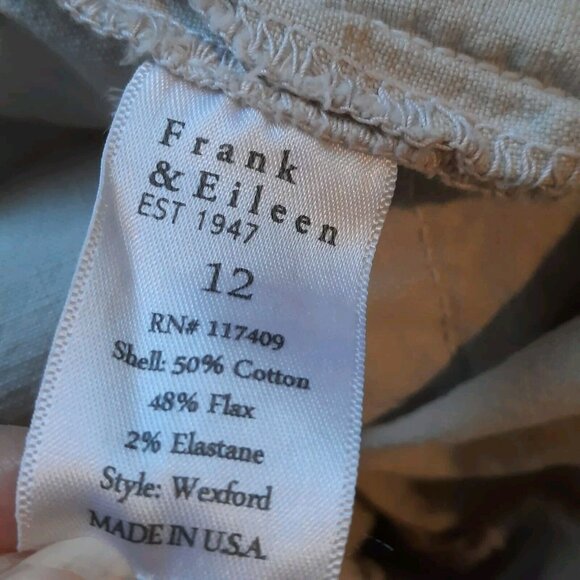 Frank
& Eileen
EST 1947
12
RN# 117409
Shell: 50% Cotton
48% Flax
2% Elastane
Style: Wexford
MADE IN U.S.A.